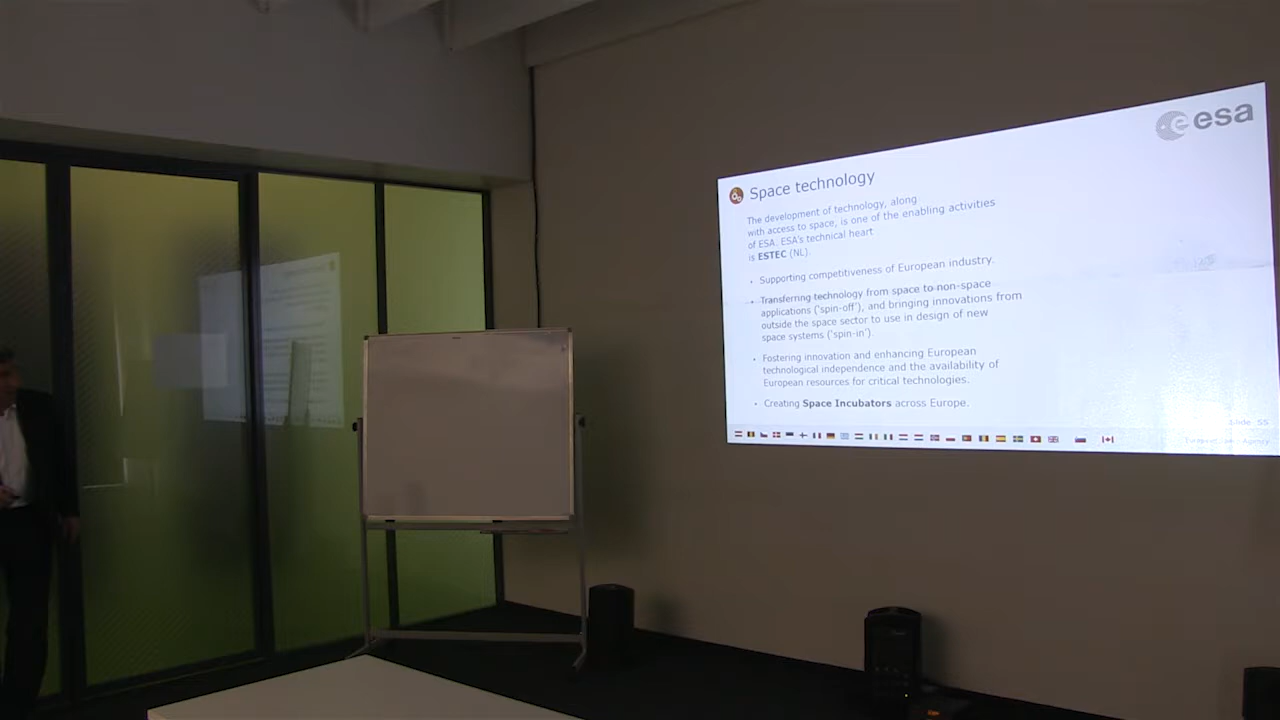 esa
Space technology
The development of technology, along
with access to space, is one of the enabling activities
of ESA. ESA's technical heart
is ESTEC (NL).
• Supporting competitiveness of European industry.
• Transferring technology from space to non-space
applications ('spin-off'), and bringing innovations from
outside the space sector to use in design of new
space systems ('spin-in').
• Fostering innovation and enhancing European
technological independence and the availability of
European resources for critical technologies.
• Creating Space Incubators across Europe.
Slide 55
Agency